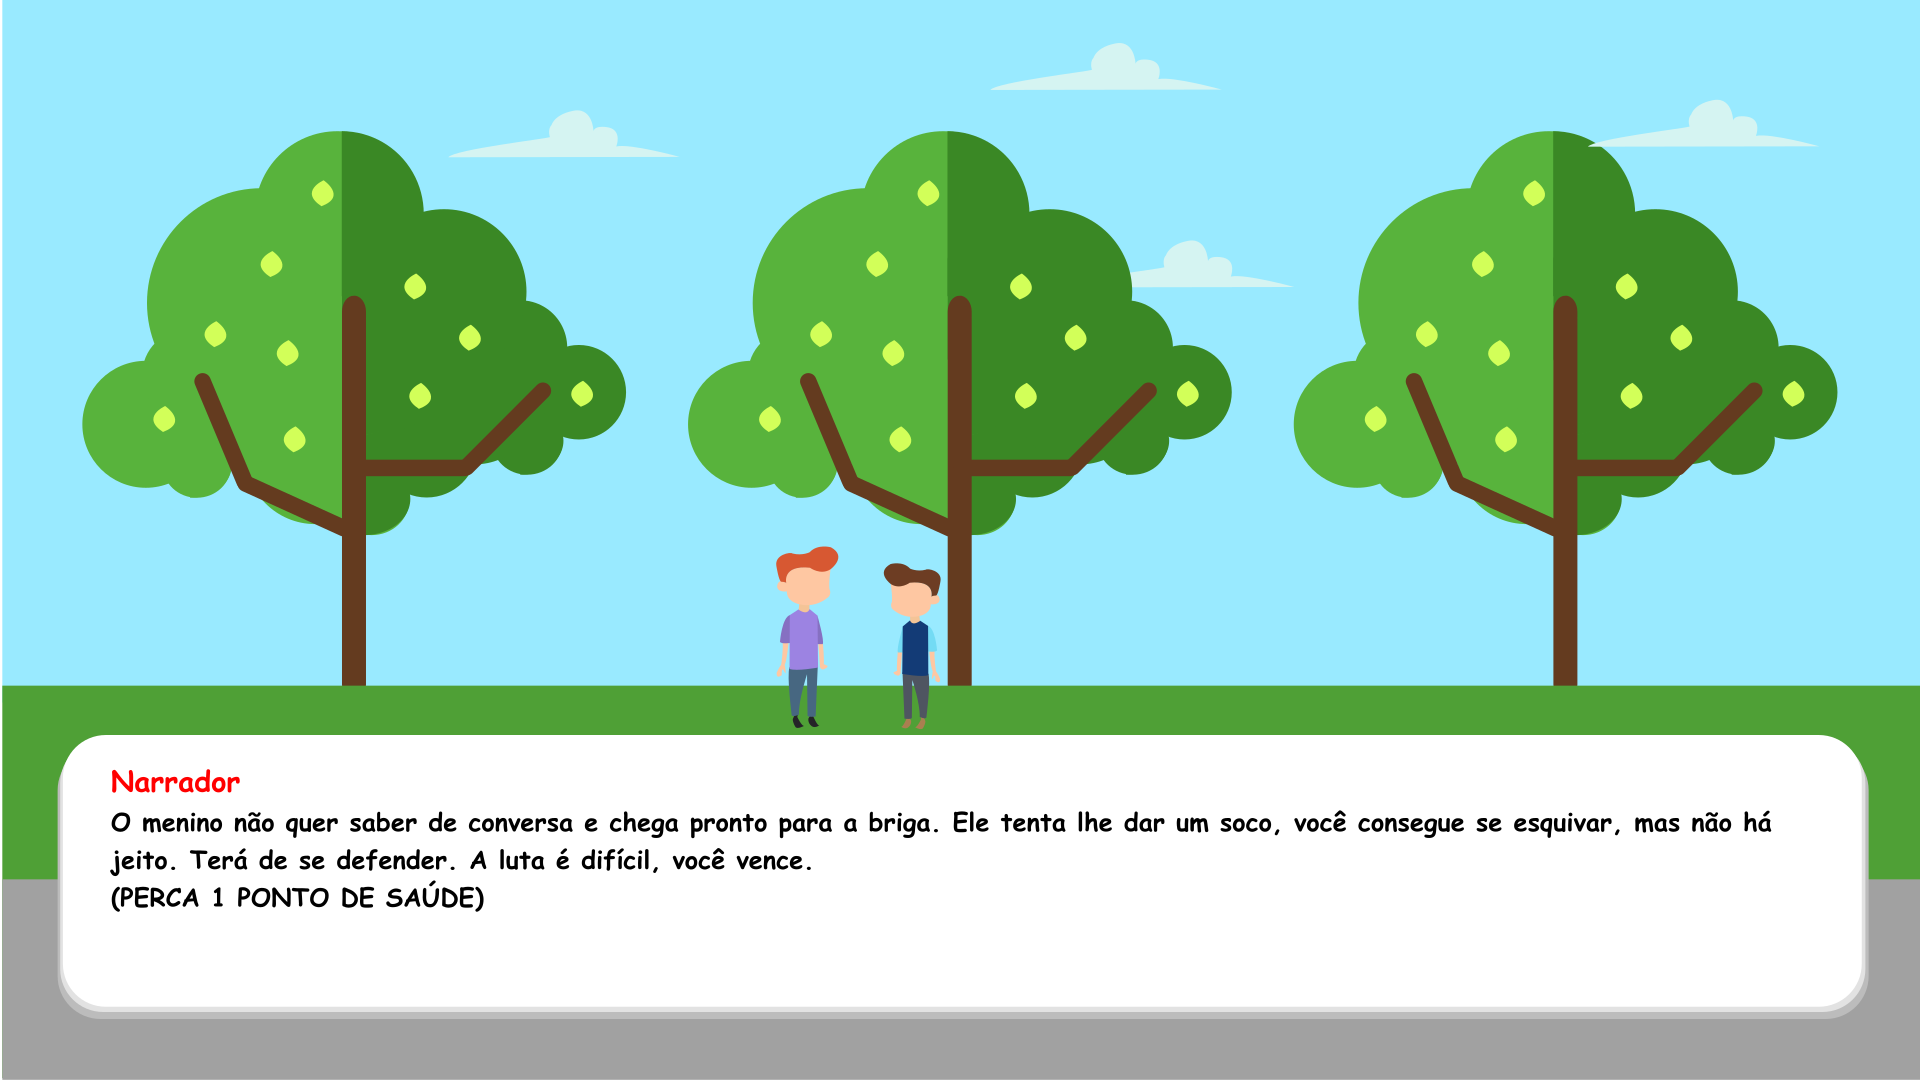 Narrador
O menino não quer saber de conversa e chega pronto para a briga. Ele tenta lhe dar um soco, você consegue se esquivar, mas não há
jeito. Terá de se defender. A luta é difícil, você vence.
(PERCA 1 PONTO DE SAÚDE)